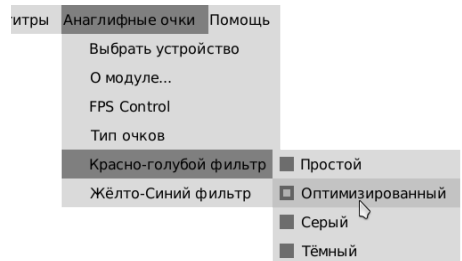 Анаглифные очки Помощь
Выбрать устройство
О модуле...
FPS Control
Тип очков
Красно-голубой фильтр
Жёлто-Синий фильтр
Простой
Оптимизированный
Серый
Тёмный